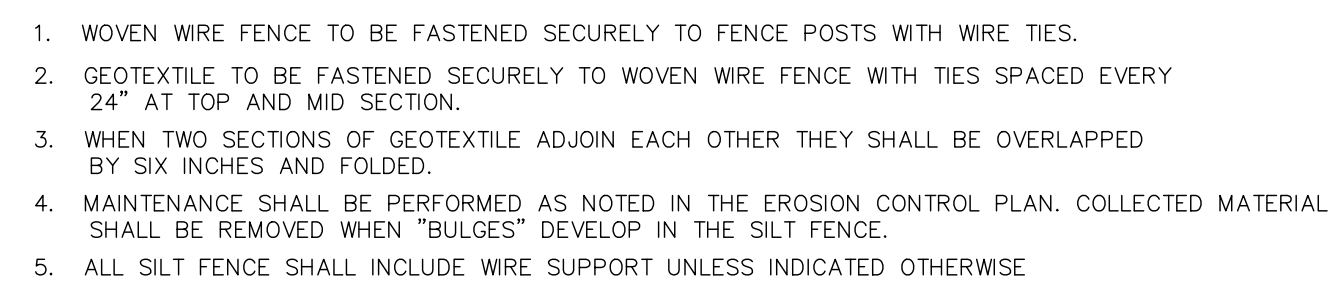 1. WOVEN WIRE FENCE TO BE FASTENED SECURELY TO FENCE POSTS WITH WIRE TIES.
2. GEOTEXTILE TO BE FASTENED SECURELY TO WOVEN WIRE FENCE WITH TIES SPACED EVERY
24" AT TOP AND MID SECTION.
3. WHEN TWO SECTIONS OF GEOTEXTILE ADJOIN EACH OTHER THEY SHALL BE OVERLAPPED
BY SIX INCHES AND FOLDED.
4. MAINTENANCE SHALL BE PERFORMED AS NOTED IN THE EROSION CONTROL PLAN. COLLECTED MATERIAL
SHALL BE REMOVED WHEN "BULGES" DEVELOP IN THE SILT FENCE.
5. ALL SILT FENCE SHALL INCLUDE WIRE SUPPORT UNLESS INDICATED OTHERWISE